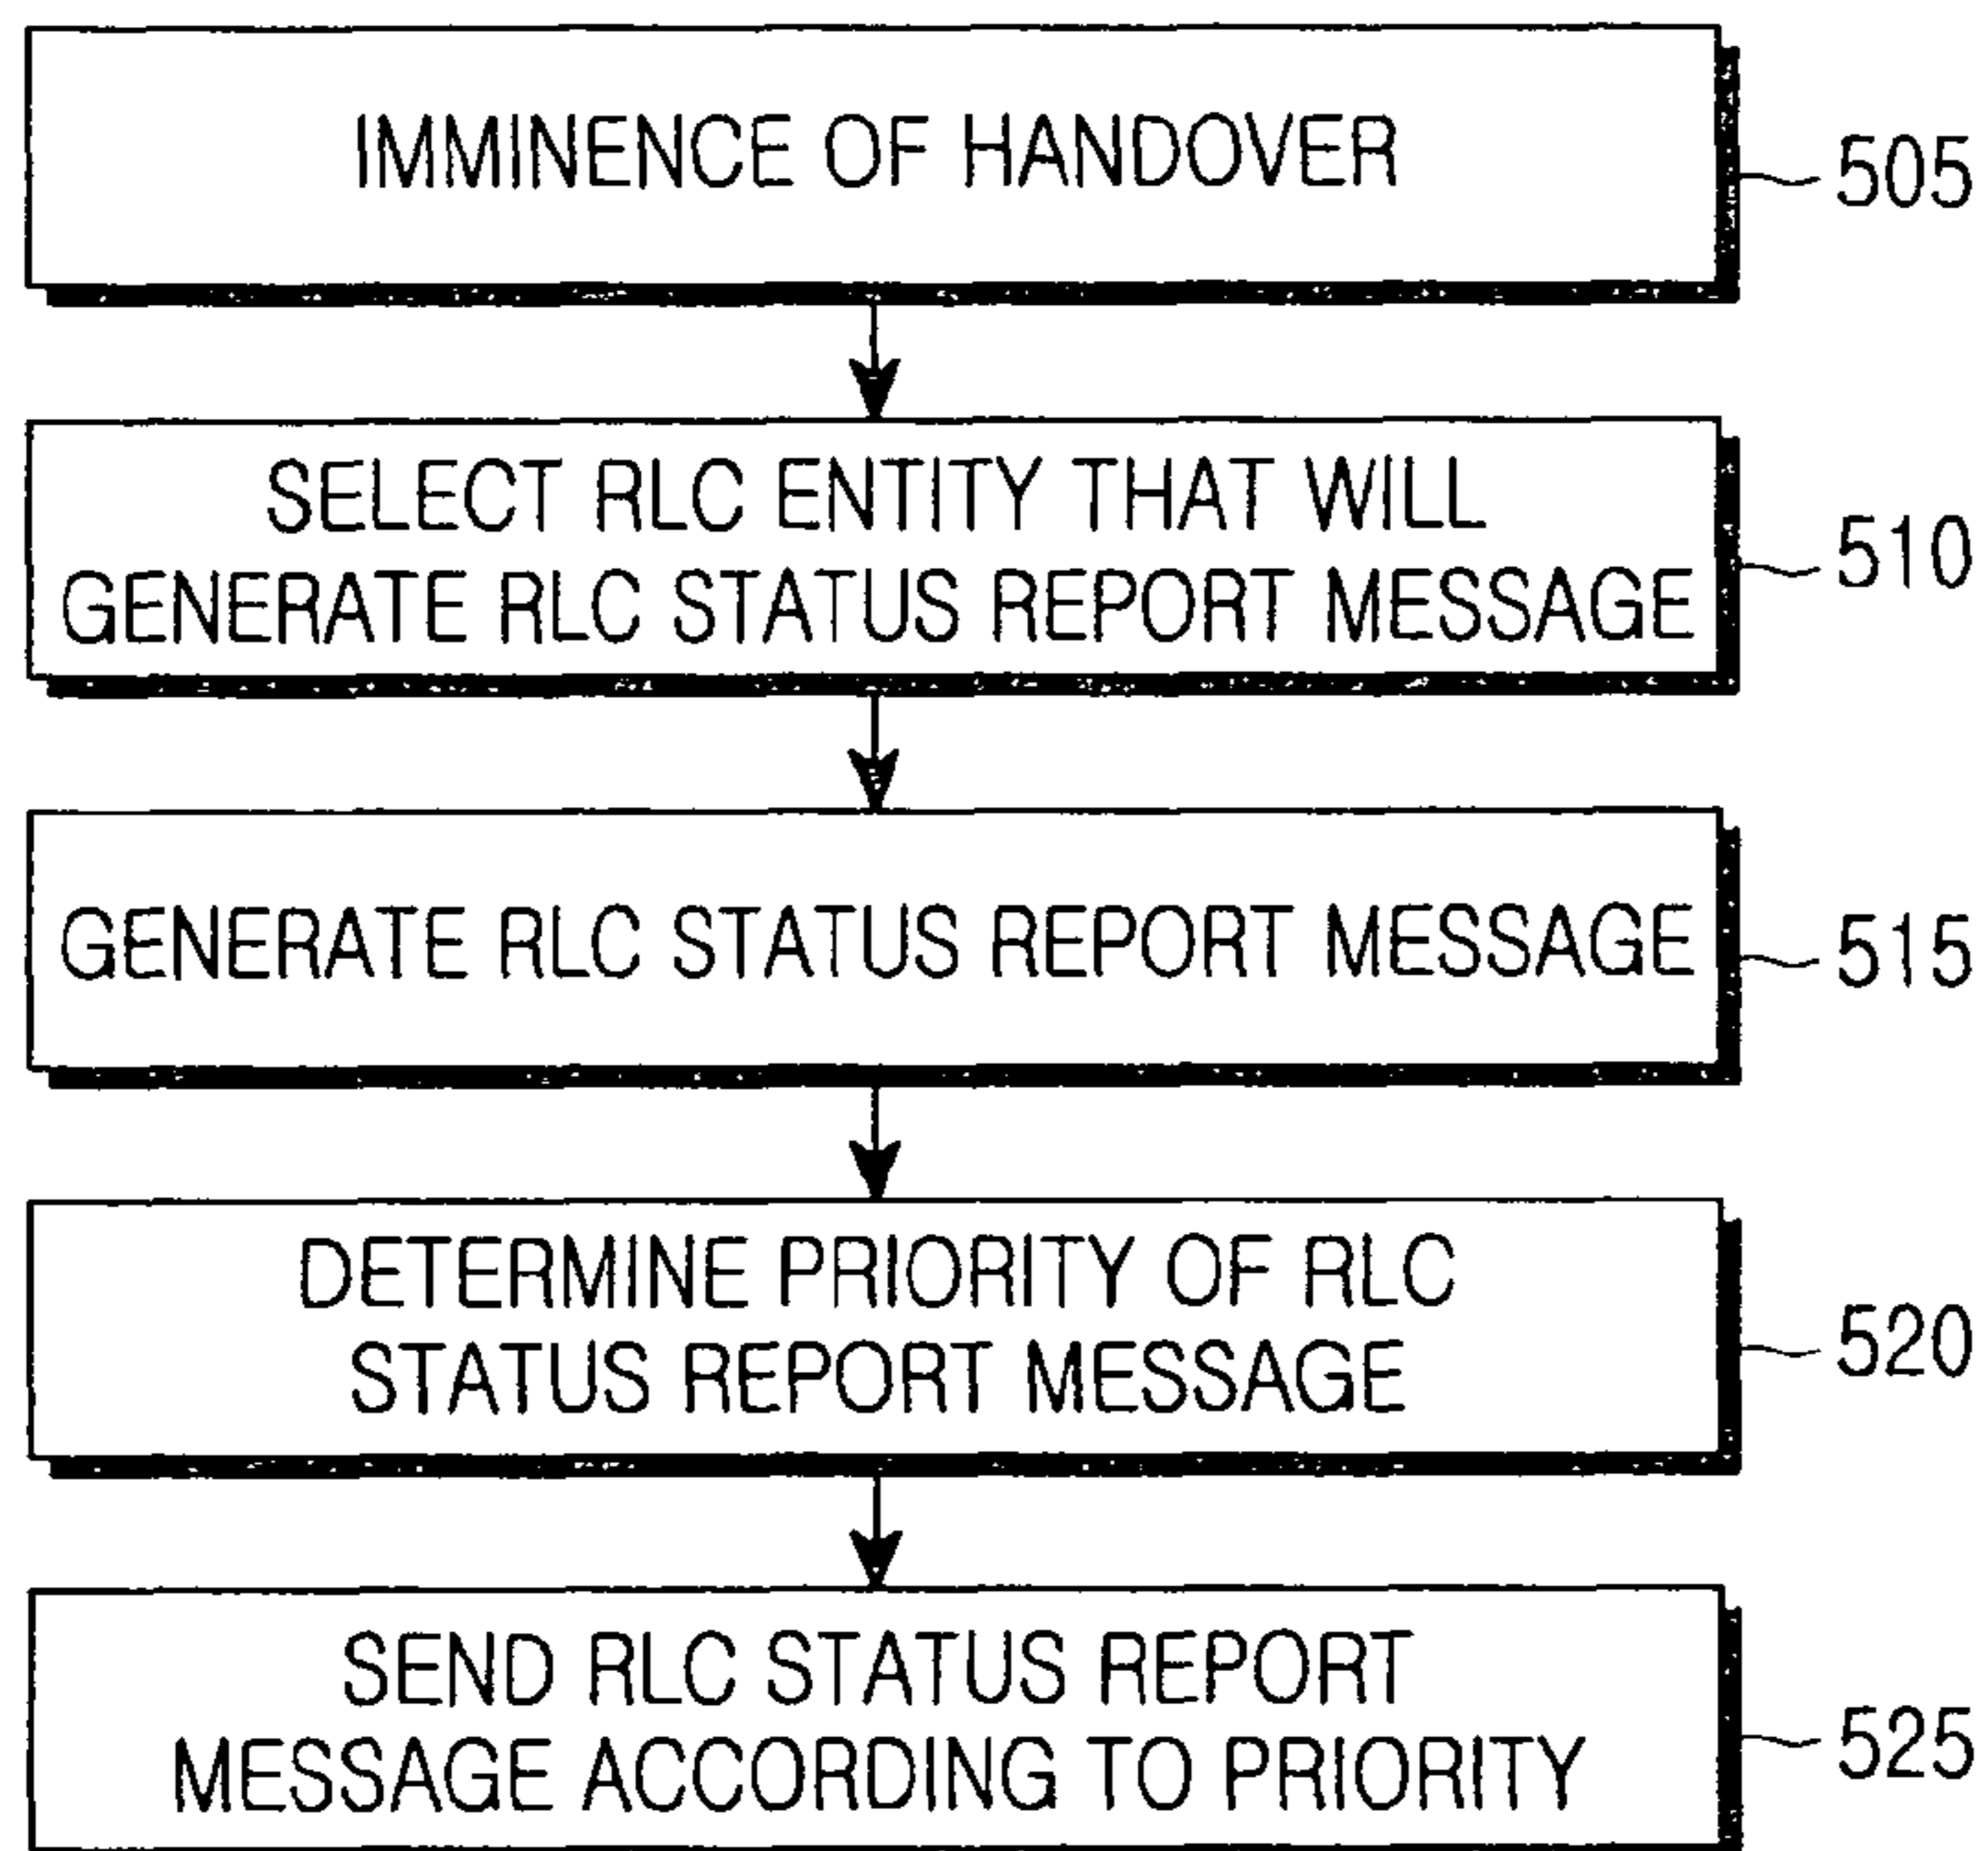 IMMINENCE OF HANDOVER
505
SELECT RLC ENTITY THAT WILL
GENERATE RLC STATUS REPORT MESSAGE
510
GENERATE RLC STATUS REPORT MESSAGE
515
DETERMINE PRIORITY OF RLC
STATUS REPORT MESSAGE
520
SEND RLC STATUS REPORT
MESSAGE ACCORDING TO PRIORITY
525